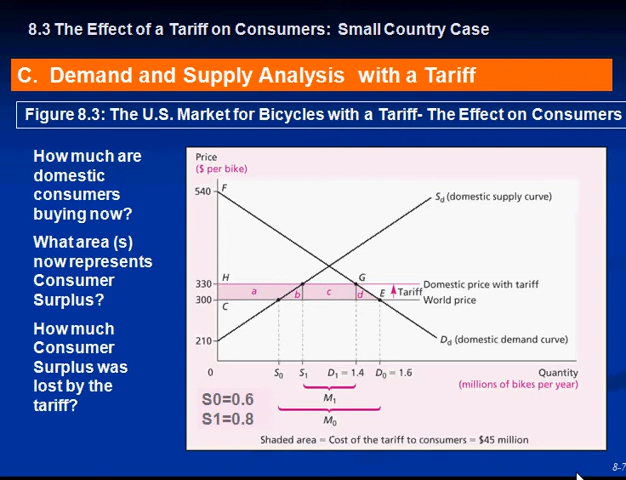 8.3 The Effect of a Tariff on Consumers: Small Country Case
C. Demand and Supply Analysis with a Tariff
Figure 8.3: The U.S. Market for Bicycles with a Tariff- The Effect on Consumers
How much are
domestic
consumers
buying now?
What area (s)
now represents
Consumer
Surplus?
How much
Consumer
Surplus was
lost by the
tariff?
Price
($ per bike)
540
F
Sd (domestic supply curve)
H
G
330
Domestic price with tariff
a
b
c
d
E
Tariff
300
World price
C
210
Dd (domestic demand curve)
0
S0
S1
D1 = 1.4
D0 = 1.6
Quantity
(millions of bikes per year)
M1
M0
S0=0.6
S1=0.8
Shaded area = Cost of the tariff to consumers = $45 million
8-7